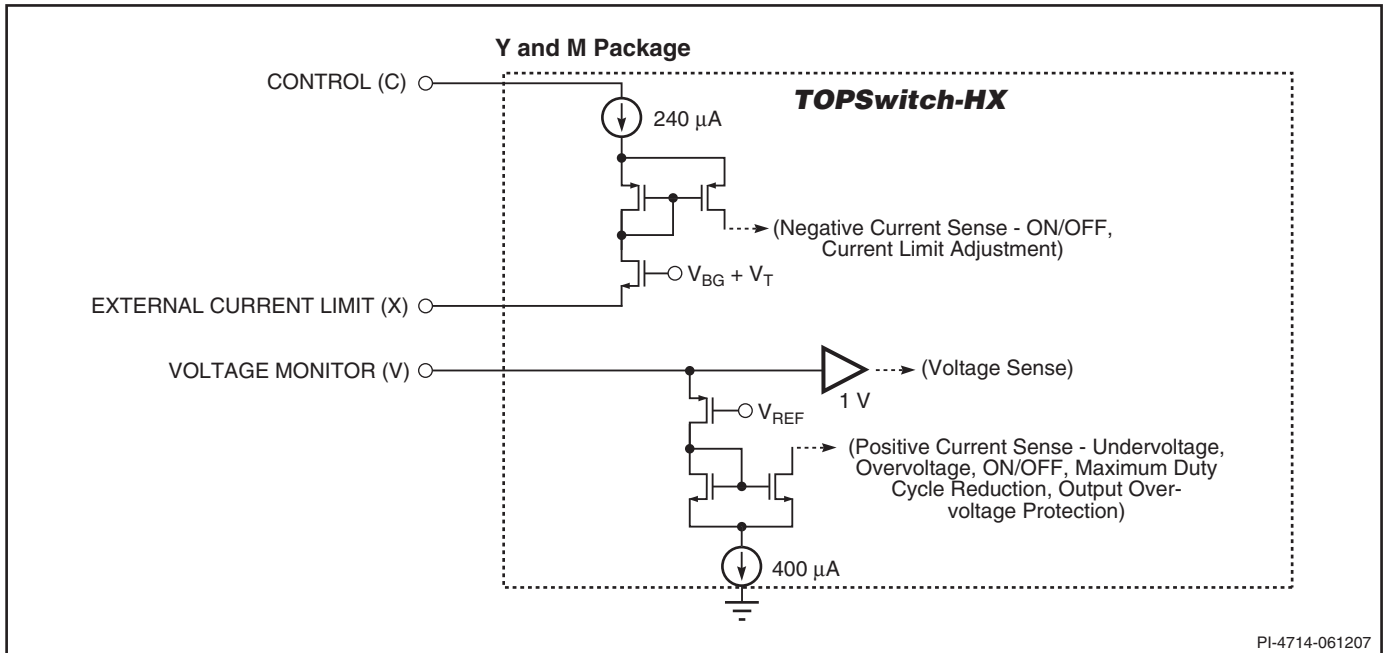 Y and M Package
CONTROL (C)
TOPSwitch-HX
240 μA
(Negative Current Sense - ON/OFF,
Current Limit Adjustment)
V_BG + V_T
EXTERNAL CURRENT LIMIT (X)
VOLTAGE MONITOR (V)
(Voltage Sense)
1 V
V_REF
(Positive Current Sense - Undervoltage,
Overvoltage, ON/OFF, Maximum Duty
Cycle Reduction, Output Over-
voltage Protection)
400 μA
PI-4714-061207